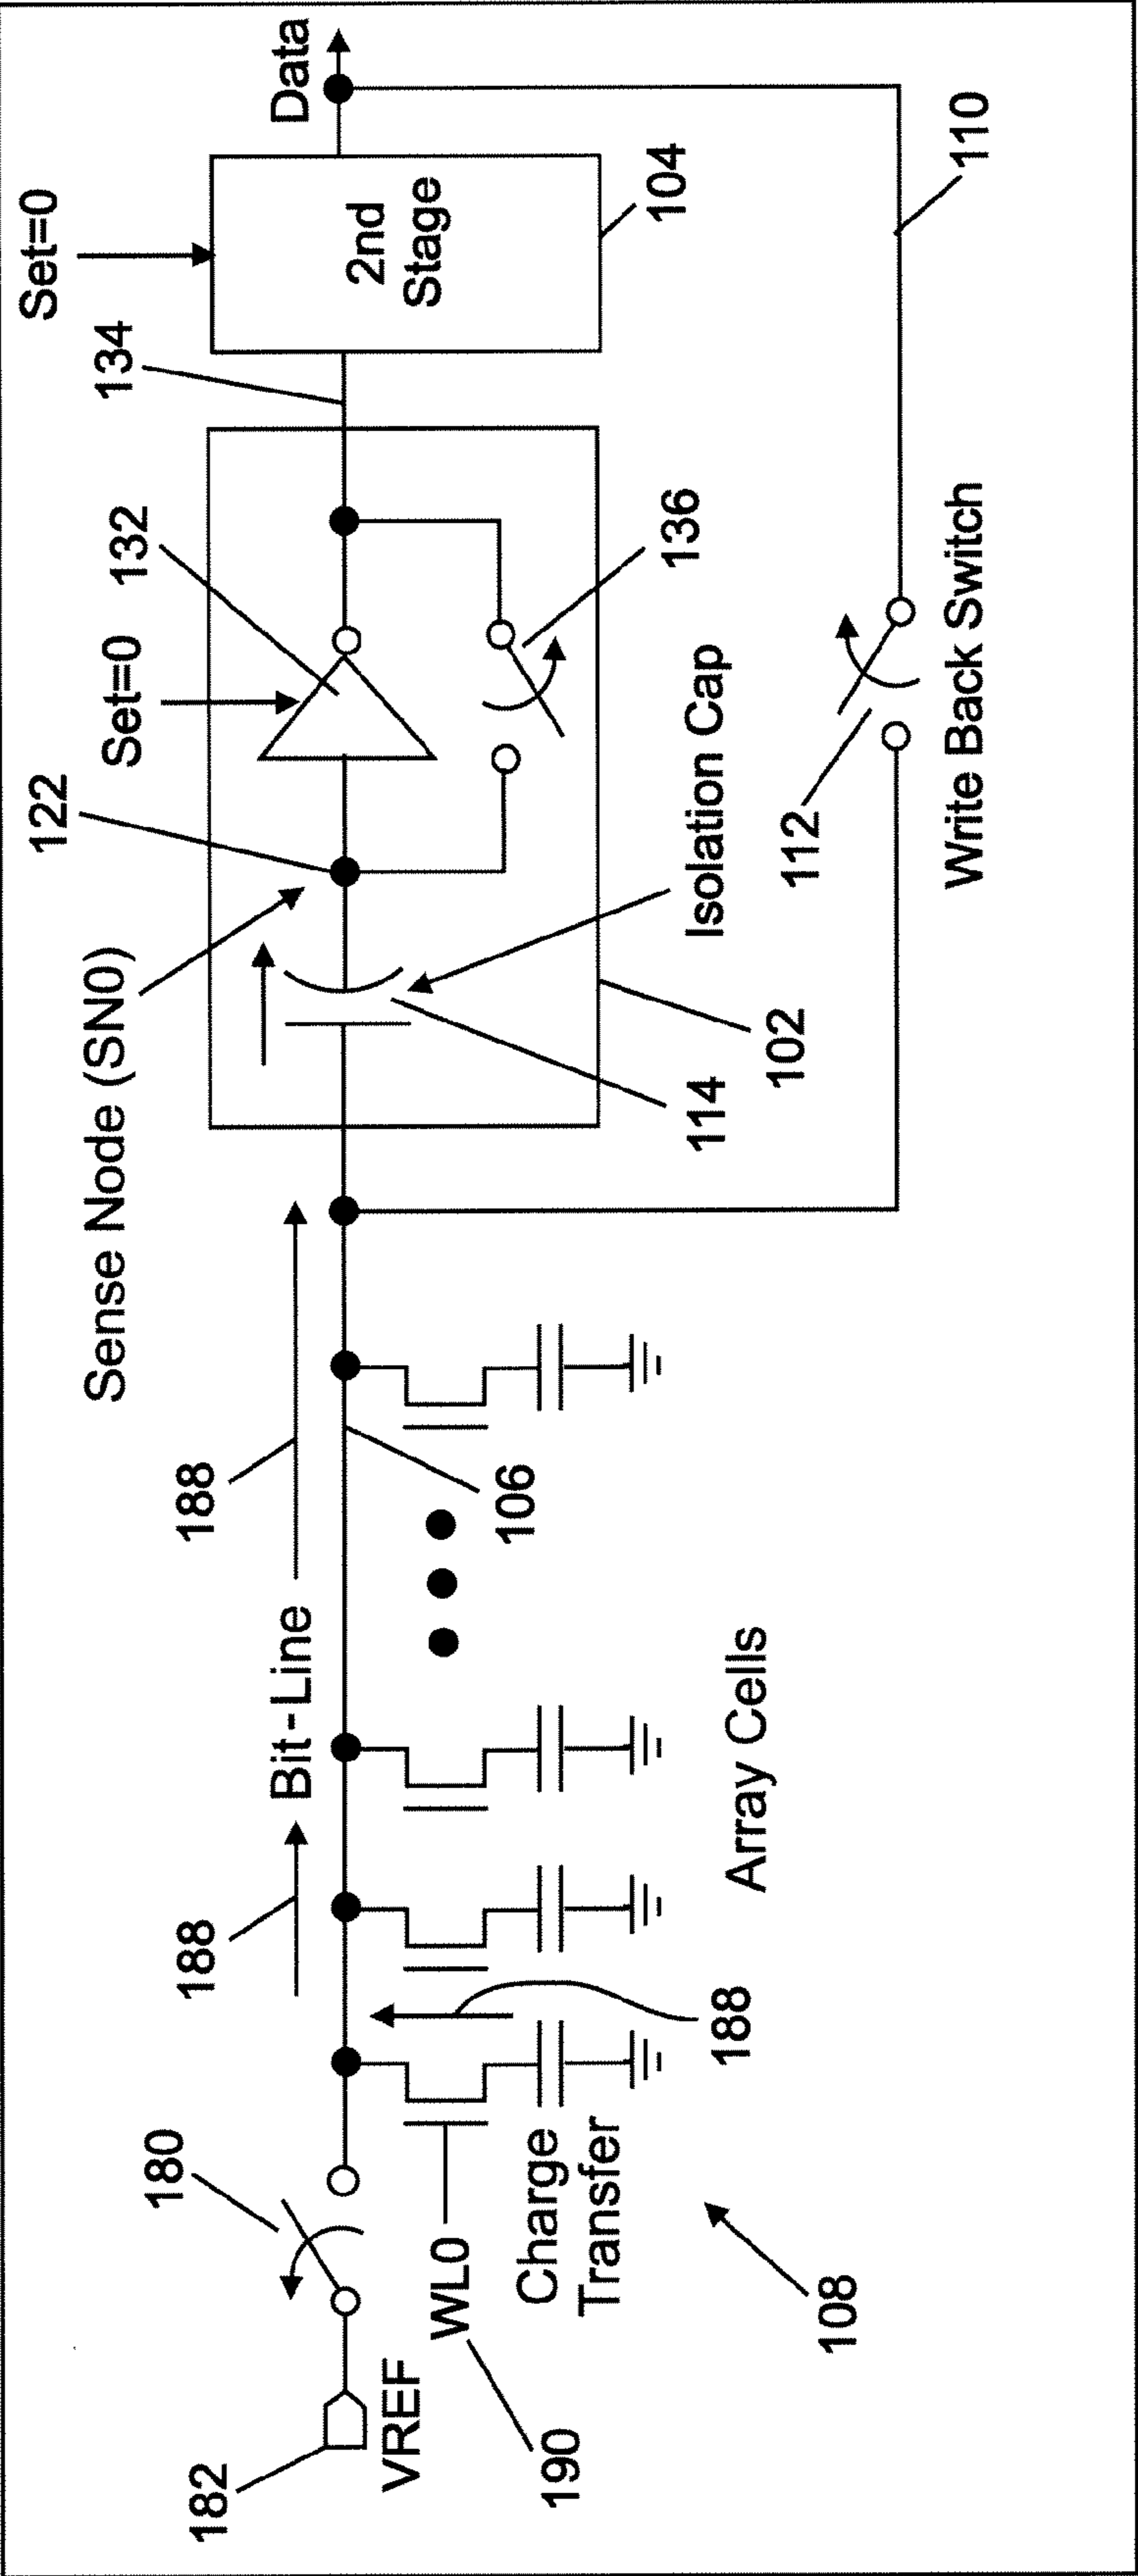 Set=0
Data
134
2nd
Stage
104
110
Set=0
132
136
122
Sense Node (SN0)
Isolation Cap
114
102
112
Write Back Switch
188
Bit-Line
188
106
Array Cells
188
180
182
VREF
WL0
190
Charge
Transfer
108